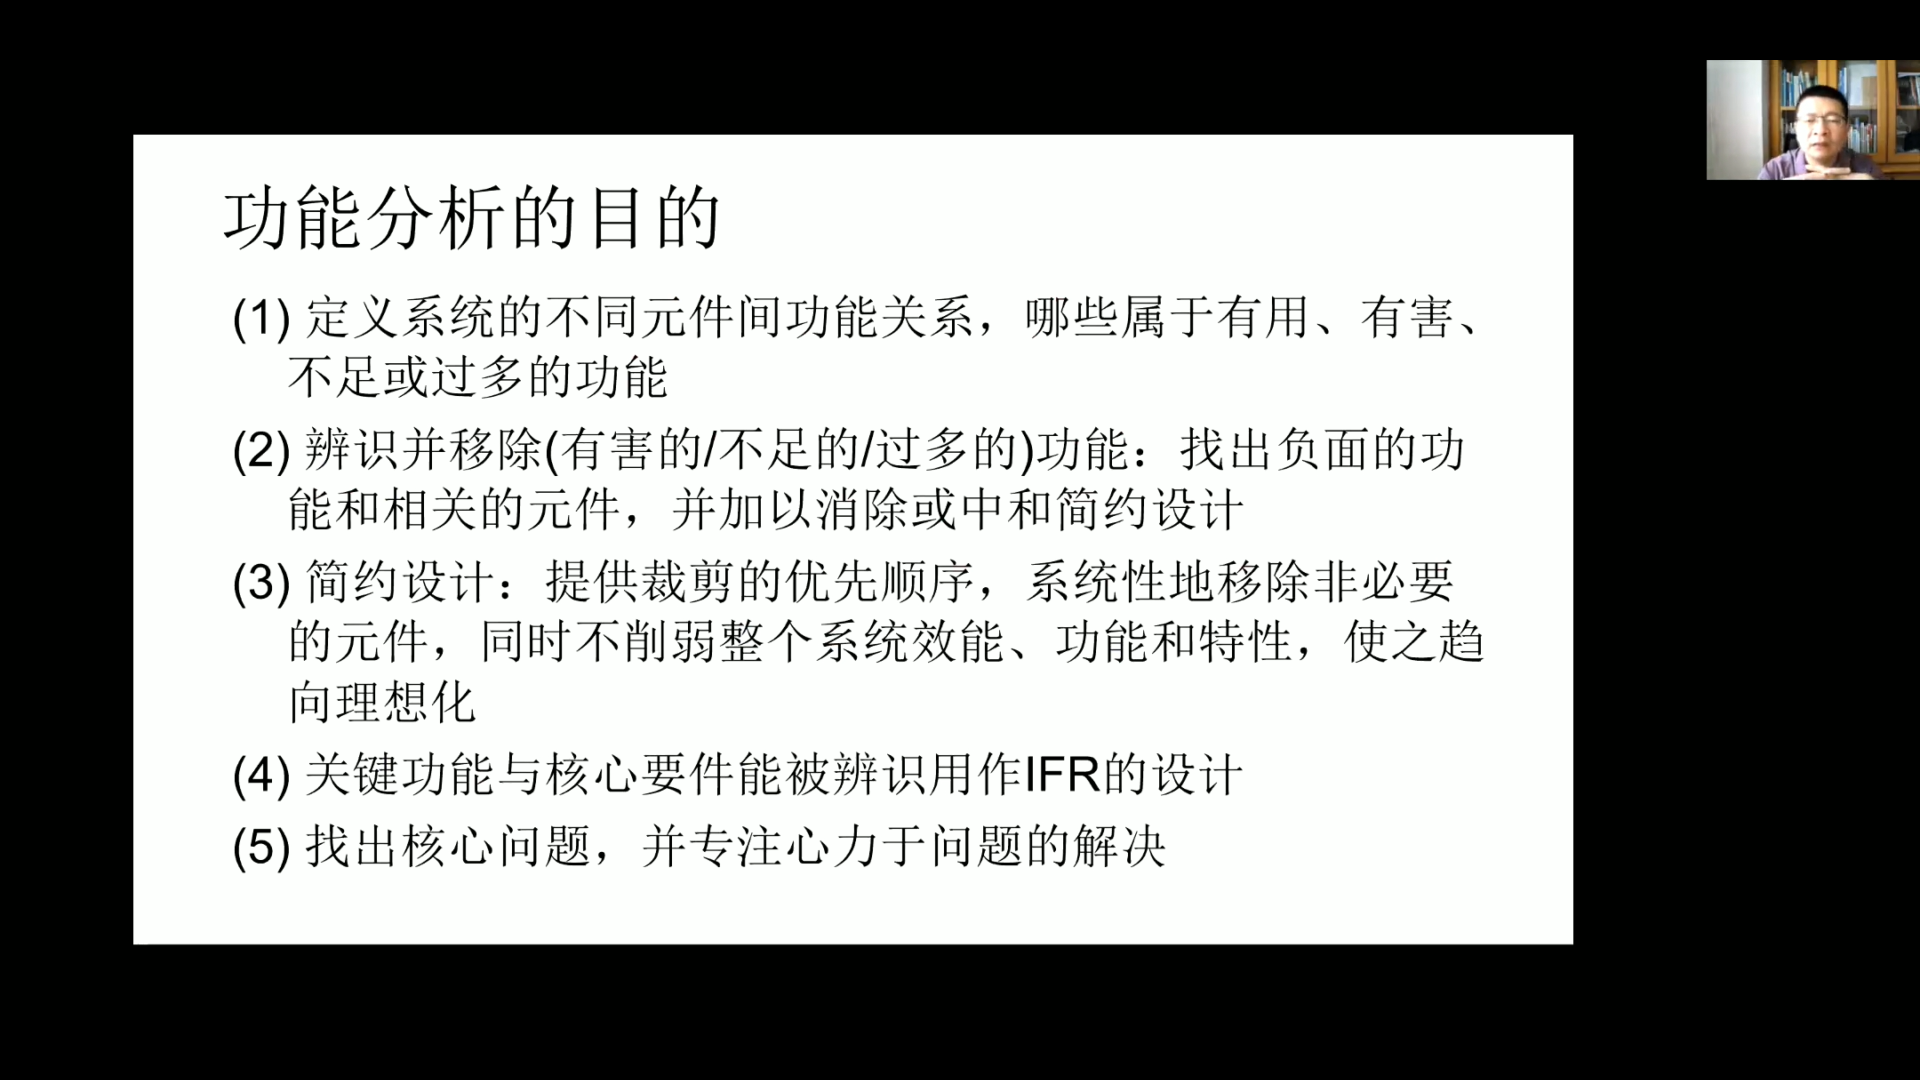 功能分析的目的
(1) 定义系统的不同元件间功能关系，哪些属于有用、有害、
不足或过多的功能
(2) 辨识并移除(有害的/不足的/过多的)功能：找出负面的功
能和相关的元件，并加以消除或中和简约设计
(3) 简约设计：提供裁剪的优先顺序，系统性地移除非必要
的元件，同时不削弱整个系统效能、功能和特性，使之趋
向理想化
(4) 关键功能与核心要件能被辨识用作IFR的设计
(5) 找出核心问题，并专注心力于问题的解决